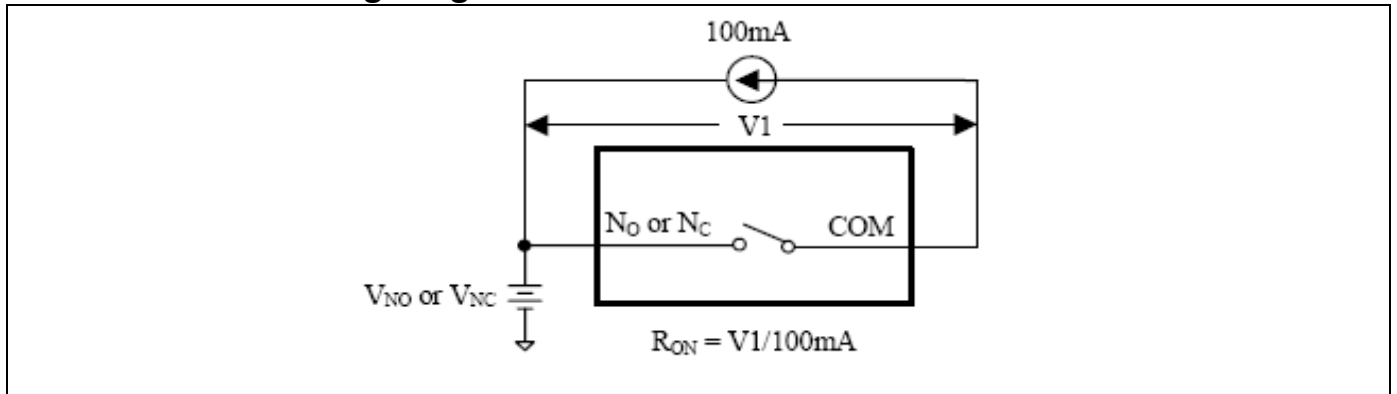 100mA
V1
NO or NC COM
VNO or VNC
RON = V1/100mA